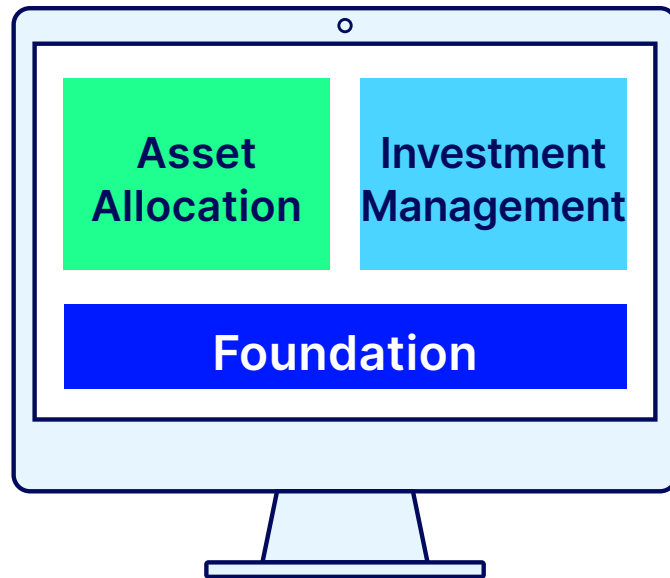 Asset
Allocation
Investment
Management
Foundation